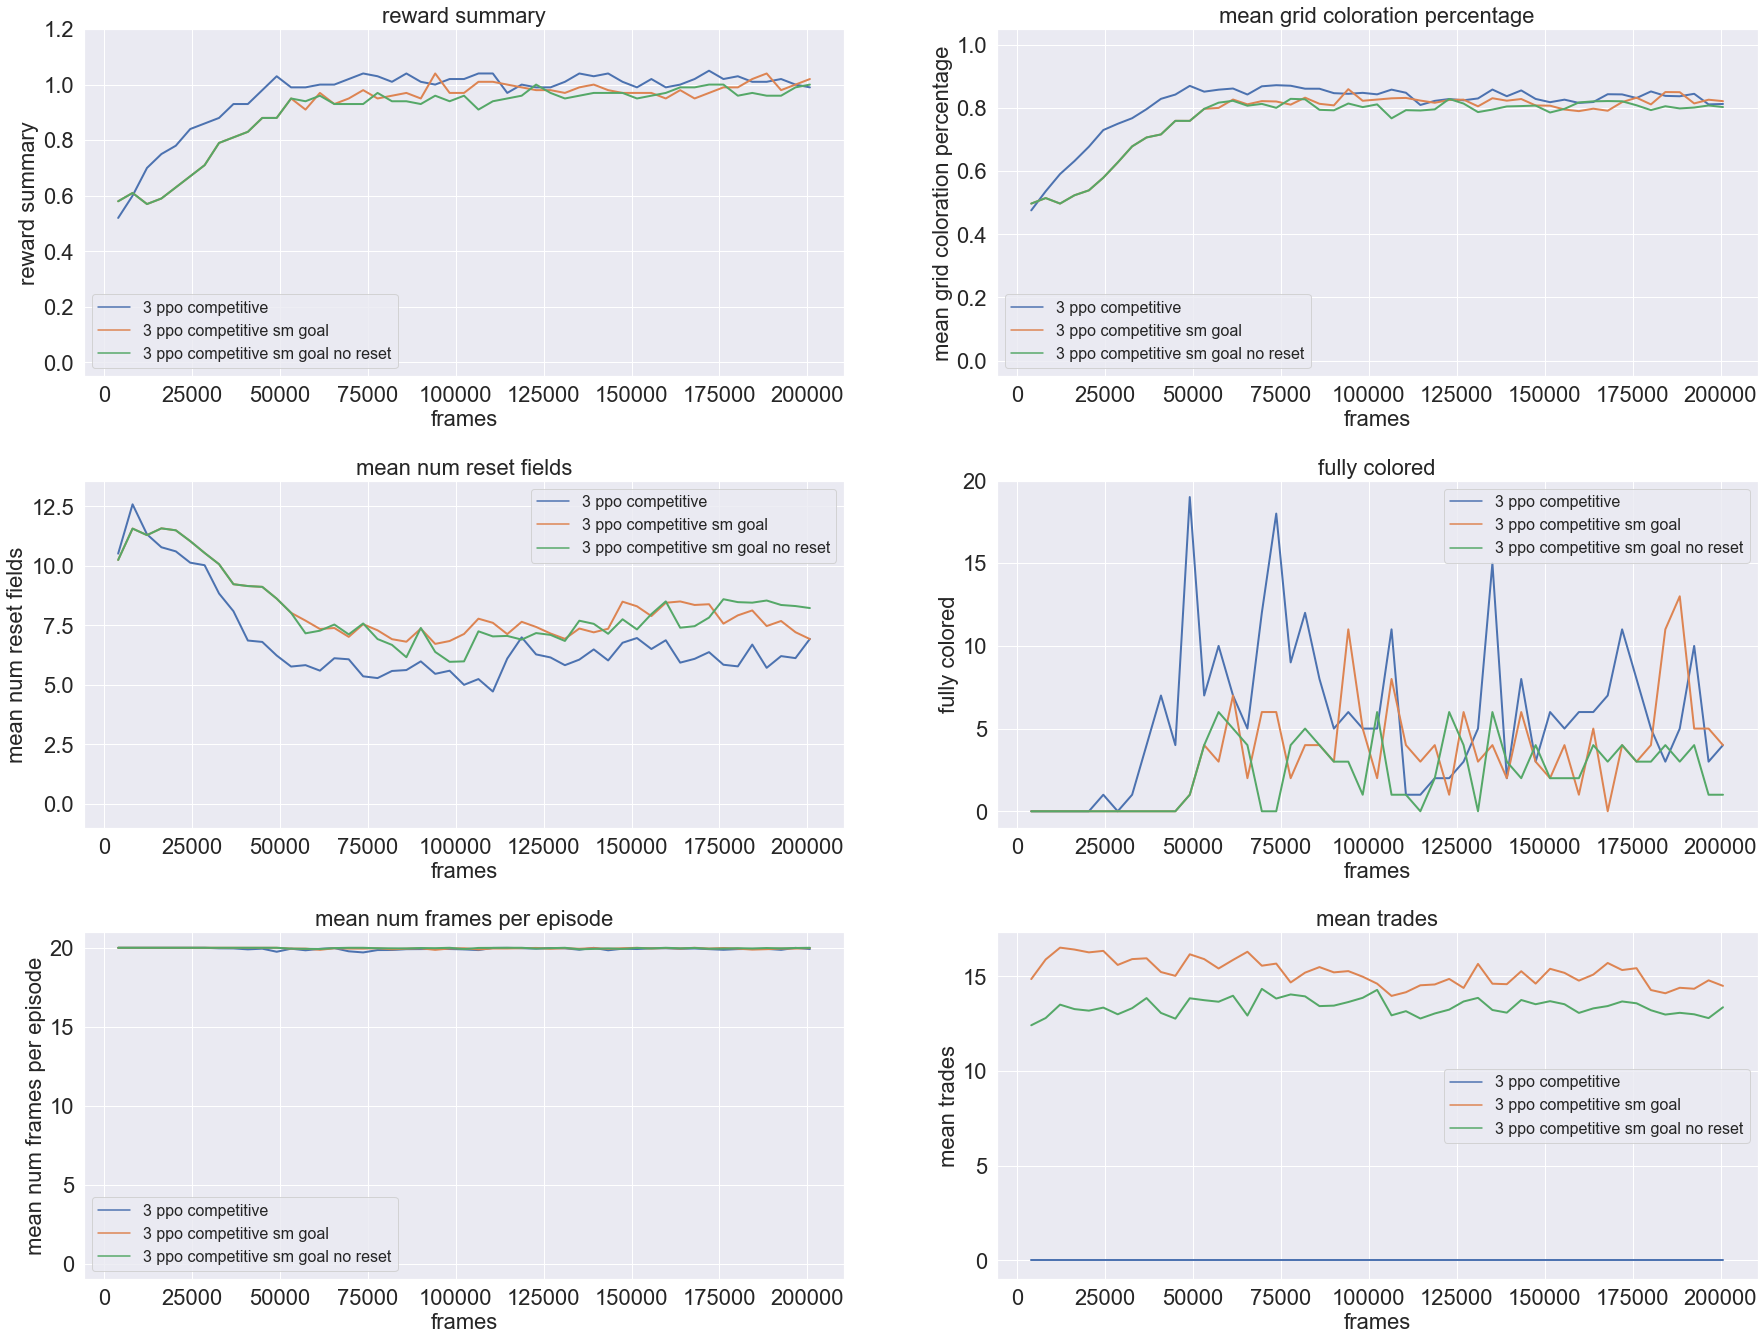 reward summary
1.2
1.0
0.8
0.6
0.4
0.2
0.0
reward summary
3 ppo competitive
3 ppo competitive sm goal
3 ppo competitive sm goal no reset
0 25000 50000 75000 100000 125000 150000 175000 200000
frames
mean grid coloration percentage
1.0
0.8
0.6
0.4
0.2
0.0
mean grid coloration percentage
3 ppo competitive
3 ppo competitive sm goal
3 ppo competitive sm goal no reset
0 25000 50000 75000 100000 125000 150000 175000 200000
frames
mean num reset fields
12.5
10.0
7.5
5.0
2.5
0.0
mean num reset fields
3 ppo competitive
3 ppo competitive sm goal
3 ppo competitive sm goal no reset
0 25000 50000 75000 100000 125000 150000 175000 200000
frames
fully colored
20
15
10
5
0
fully colored
3 ppo competitive
3 ppo competitive sm goal
3 ppo competitive sm goal no reset
0 25000 50000 75000 100000 125000 150000 175000 200000
frames
mean num frames per episode
20
15
10
5
0
mean num frames per episode
3 ppo competitive
3 ppo competitive sm goal
3 ppo competitive sm goal no reset
0 25000 50000 75000 100000 125000 150000 175000 200000
frames
mean trades
15
10
5
0
mean trades
3 ppo competitive
3 ppo competitive sm goal
3 ppo competitive sm goal no reset
0 25000 50000 75000 100000 125000 150000 175000 200000
frames